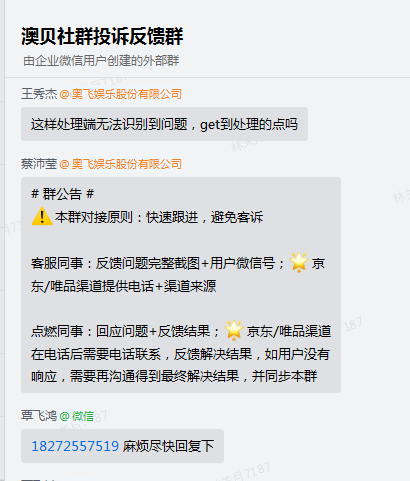 澳贝社群投诉反馈群
由企业微信用户创建的外部群
王秀杰@奥飞娱乐股份有限公司
这样处理端无法识别到问题，get到处理的点吗
蔡沛莹@奥飞娱乐股份有限公司
# 群公告 #
⚠️本群对接原则：快速跟进，避免客诉
客服同事：反馈问题完整截图+用户微信号；🌟京
东/唯品渠道提供电话+渠道来源
点燃同事：回应问题+反馈结果；🌟京东/唯品渠道
在电话后需要电话联系，反馈解决结果，如用户没有
响应，需要再沟通得到最终解决结果，并同步本群
覃飞鸿@微信
18272557519 麻烦尽快回复下